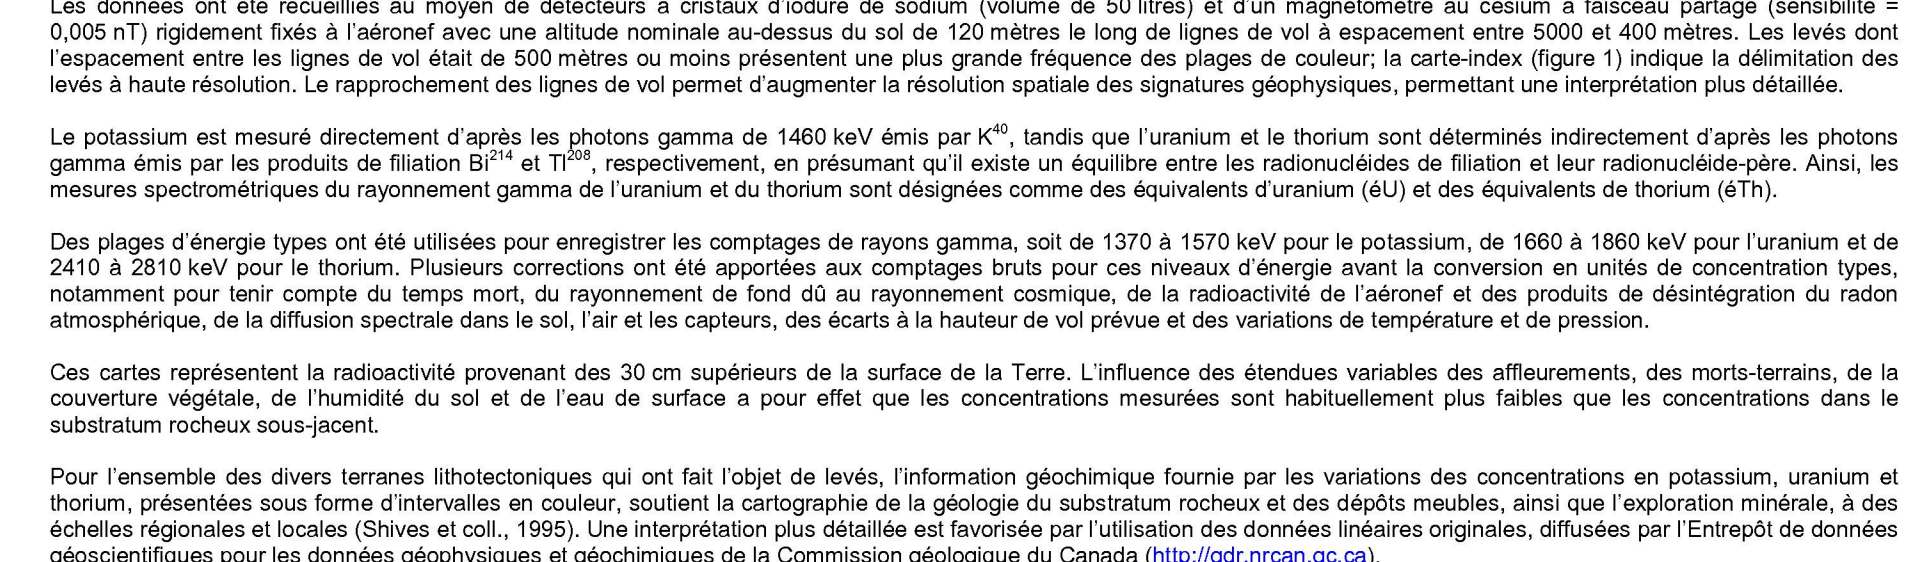 Les données ont été recueillies au moyen de détecteurs à cristaux d'iodure de sodium (volume de 50 litres) et d'un magnétomètre au césium à faisceau partagé (sensibilité =
0,005 nT) rigidement fixés à l'aéronef avec une altitude nominale au-dessus du sol de 120 mètres le long de lignes de vol à espacement entre 5000 et 400 mètres. Les levés dont
l'espacement entre les lignes de vol était de 500 mètres ou moins présentent une plus grande fréquence des plages de couleur; la carte-index (figure 1) indique la délimitation des
levés à haute résolution. Le rapprochement des lignes de vol permet d'augmenter la résolution spatiale des signatures géophysiques, permettant une interprétation plus détaillée.
Le potassium est mesuré directement d'après les photons gamma de 1460 keV émis par K⁴⁰, tandis que l'uranium et le thorium sont déterminés indirectement d'après les photons
gamma émis par les produits de filiation Bi²¹⁴ et Tl²⁰⁸, respectivement, en présumant qu'il existe un équilibre entre les radionucléides de filiation et leur radionucléide-père. Ainsi, les
mesures spectrométriques du rayonnement gamma de l'uranium et du thorium sont désignées comme des équivalents d'uranium (éU) et des équivalents de thorium (éTh).
Des plages d'énergie types ont été utilisées pour enregistrer les comptages de rayons gamma, soit de 1370 à 1570 keV pour le potassium, de 1660 à 1860 keV pour l'uranium et de
2410 à 2810 keV pour le thorium. Plusieurs corrections ont été apportées aux comptages bruts pour ces niveaux d'énergie avant la conversion en unités de concentration types,
notamment pour tenir compte du temps mort, du rayonnement de fond dû au rayonnement cosmique, de la radioactivité de l'aéronef et des produits de désintégration du radon
atmosphérique, de la diffusion spectrale dans le sol, l'air et les capteurs, des écarts à la hauteur de vol prévue et des variations de température et de pression.
Ces cartes représentent la radioactivité provenant des 30 cm supérieurs de la surface de la Terre. L'influence des étendues variables des affleurements, des morts-terrains, de la
couverture végétale, de l'humidité du sol et de l'eau de surface a pour effet que les concentrations mesurées sont habituellement plus faibles que les concentrations dans le
substratum rocheux sous-jacent.
Pour l'ensemble des divers terranes lithotectoniques qui ont fait l'objet de levés, l'information géochimique fournie par les variations des concentrations en potassium, uranium et
thorium, présentées sous forme d'intervalles en couleur, soutient la cartographie de la géologie du substratum rocheux et des dépôts meubles, ainsi que l'exploration minérale, à des
échelles régionales et locales (Shives et coll., 1995). Une interprétation plus détaillée est favorisée par l'utilisation des données linéaires originales, diffusées par l'Entrepôt de données
géoscientifiques pour les données géophysiques et géochimiques de la Commission géologique du Canada (http://gdr.nrcan.gc.ca).